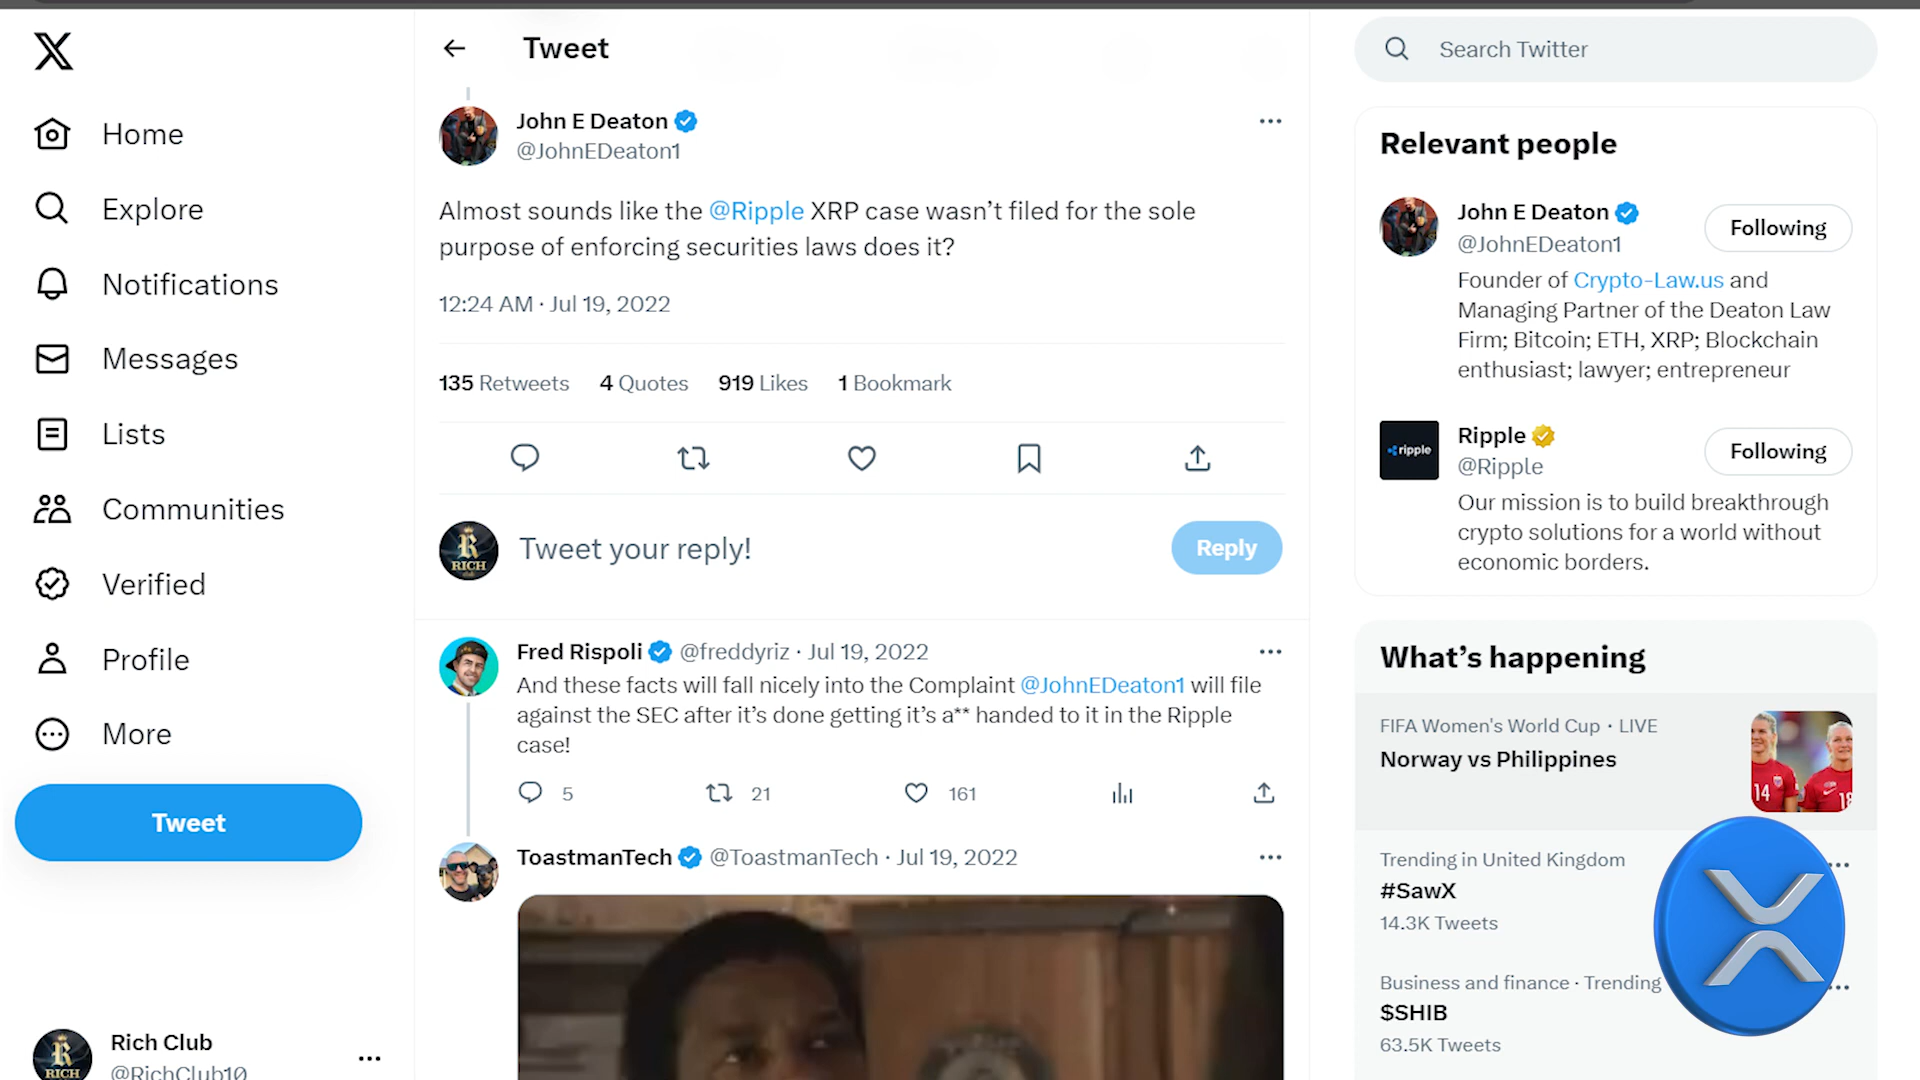 Home
Explore
Notifications
Messages
Lists
Communities
Verified
Profile
More
Tweet
Rich Club
@RichClub10
Tweet
John E Deaton
@JohnEDeaton1
Almost sounds like the @Ripple XRP case wasn’t filed for the sole
purpose of enforcing securities laws does it?
12:24 AM · Jul 19, 2022
135 Retweets 4 Quotes 919 Likes 1 Bookmark
RICH
Tweet your reply!
Reply
Fred Rispoli @freddyriz · Jul 19, 2022
And these facts will fall nicely into the Complaint @JohnEDeaton1 will file
against the SEC after it’s done getting it’s a** handed to it in the Ripple
case!
5 21 161
ToastmanTech @ToastmanTech · Jul 19, 2022
Search Twitter
Relevant people
John E Deaton
@JohnEDeaton1
Following
Founder of Crypto-Law.us and
Managing Partner of the Deaton Law
Firm; Bitcoin; ETH, XRP; Blockchain
enthusiast; lawyer; entrepreneur
ripple
Ripple
@Ripple
Following
Our mission is to build breakthrough
crypto solutions for a world without
economic borders.
What’s happening
FIFA Women's World Cup · LIVE
Norway vs Philippines
14
Trending in United Kingdom
#SawX
14.3K Tweets
Business and finance · Trending
$SHIB
63.5K Tweets
RICH